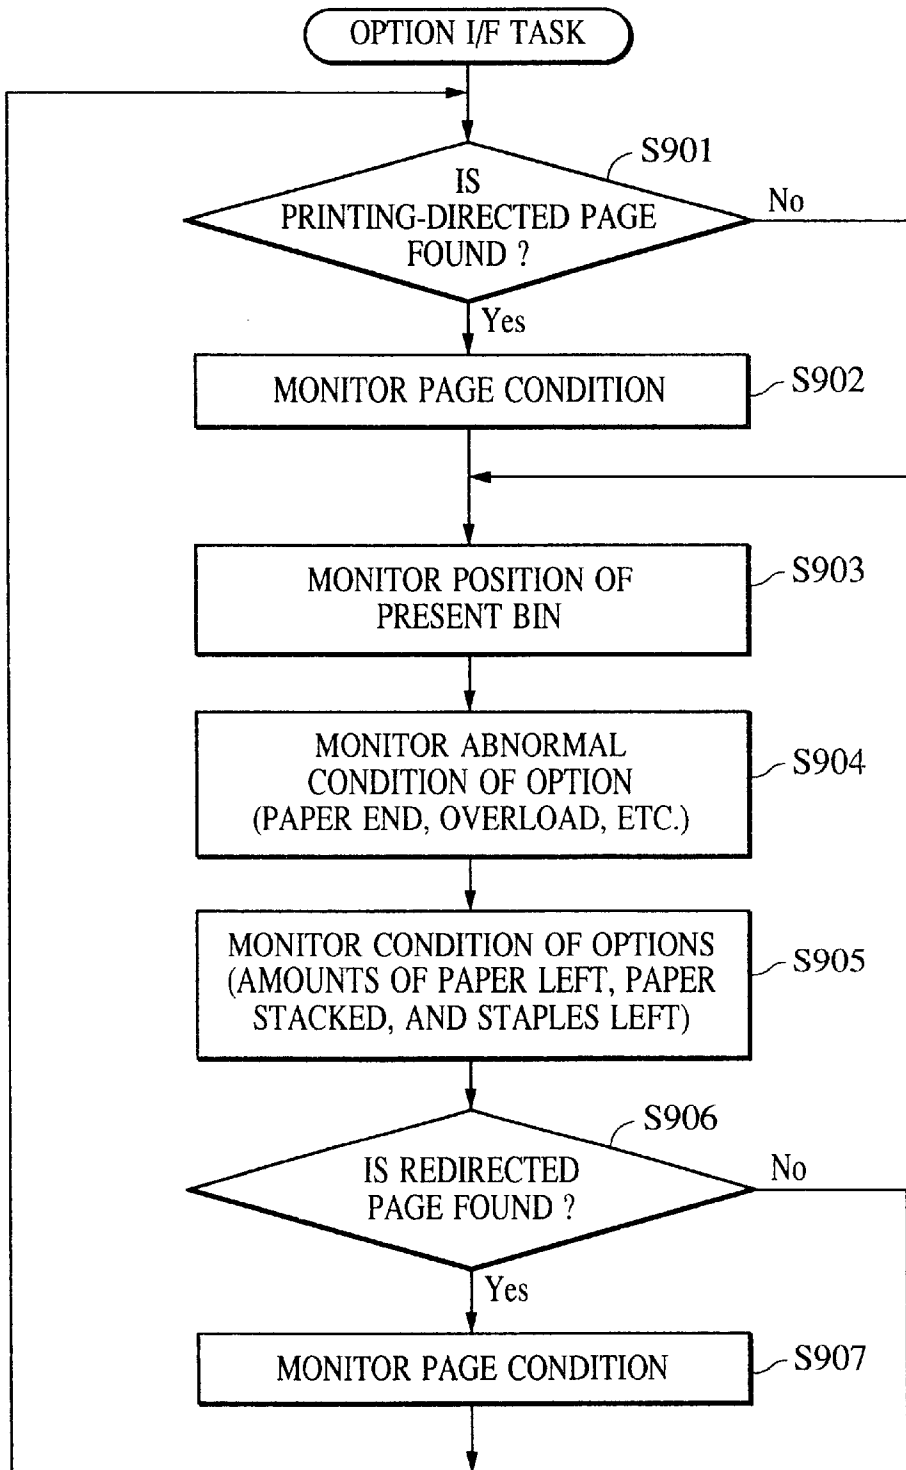 OPTION I/F TASK
S901
IS
PRINTING-DIRECTED PAGE
FOUND ?
No
Yes
MONITOR PAGE CONDITION
S902
MONITOR POSITION OF
PRESENT BIN
S903
MONITOR ABNORMAL
CONDITION OF OPTION
(PAPER END, OVERLOAD, ETC.)
S904
MONITOR CONDITION OF OPTIONS
(AMOUNTS OF PAPER LEFT, PAPER
STACKED, AND STAPLES LEFT)
S905
S906
IS REDIRECTED
PAGE FOUND ?
No
Yes
MONITOR PAGE CONDITION
S907